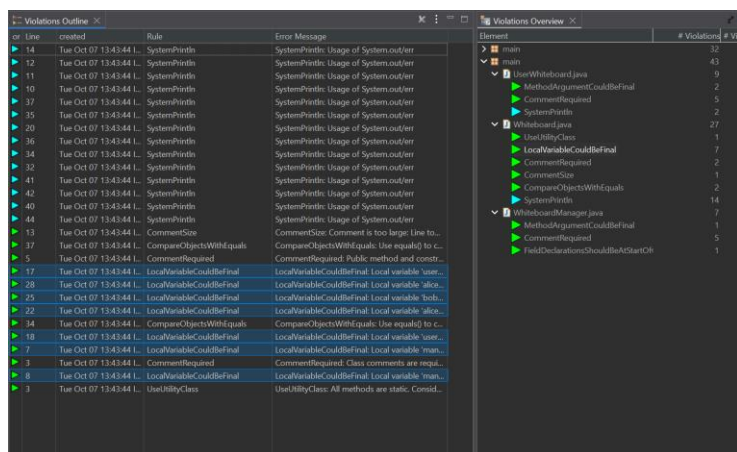 Violations Outline
or Line created Rule Error Message
14 Tue Oct 07 13:43:44 I... SystemPrintln SystemPrintln: Usage of System.out/err
12 Tue Oct 07 13:43:44 I... SystemPrintln SystemPrintln: Usage of System.out/err
11 Tue Oct 07 13:43:44 I... SystemPrintln SystemPrintln: Usage of System.out/err
10 Tue Oct 07 13:43:44 I... SystemPrintln SystemPrintln: Usage of System.out/err
37 Tue Oct 07 13:43:44 I... SystemPrintln SystemPrintln: Usage of System.out/err
35 Tue Oct 07 13:43:44 I... SystemPrintln SystemPrintln: Usage of System.out/err
20 Tue Oct 07 13:43:44 I... SystemPrintln SystemPrintln: Usage of System.out/err
36 Tue Oct 07 13:43:44 I... SystemPrintln SystemPrintln: Usage of System.out/err
34 Tue Oct 07 13:43:44 I... SystemPrintln SystemPrintln: Usage of System.out/err
32 Tue Oct 07 13:43:44 I... SystemPrintln SystemPrintln: Usage of System.out/err
41 Tue Oct 07 13:43:44 I... SystemPrintln SystemPrintln: Usage of System.out/err
42 Tue Oct 07 13:43:44 I... SystemPrintln SystemPrintln: Usage of System.out/err
40 Tue Oct 07 13:43:44 I... SystemPrintln SystemPrintln: Usage of System.out/err
44 Tue Oct 07 13:43:44 I... SystemPrintln SystemPrintln: Usage of System.out/err
13 Tue Oct 07 13:43:44 I... CommentSize CommentSize: Comment is too large: Line to...
37 Tue Oct 07 13:43:44 I... CompareObjectsWithEquals CompareObjectsWithEquals: Use equals() to c...
5 Tue Oct 07 13:43:44 I... CommentRequired CommentRequired: Public method and constr...
17 Tue Oct 07 13:43:44 I... LocalVariableCouldBeFinal LocalVariableCouldBeFinal: Local variable 'user...
28 Tue Oct 07 13:43:44 I... LocalVariableCouldBeFinal LocalVariableCouldBeFinal: Local variable 'alice...
25 Tue Oct 07 13:43:44 I... LocalVariableCouldBeFinal LocalVariableCouldBeFinal: Local variable 'bob...
22 Tue Oct 07 13:43:44 I... LocalVariableCouldBeFinal LocalVariableCouldBeFinal: Local variable 'alice...
34 Tue Oct 07 13:43:44 I... CompareObjectsWithEquals CompareObjectsWithEquals: Use equals() to c...
18 Tue Oct 07 13:43:44 I... LocalVariableCouldBeFinal LocalVariableCouldBeFinal: Local variable 'user...
7 Tue Oct 07 13:43:44 I... LocalVariableCouldBeFinal LocalVariableCouldBeFinal: Local variable 'man...
3 Tue Oct 07 13:43:44 I... CommentRequired CommentRequired: Class comments are requi...
8 Tue Oct 07 13:43:44 I... LocalVariableCouldBeFinal LocalVariableCouldBeFinal: Local variable 'man...
3 Tue Oct 07 13:43:44 I... UseUtilityClass UseUtilityClass: All methods are static. Consid...
Violations Overview
Element # Violations # Vi
main 32
main 43
UserWhiteboard.java 9
MethodArgumentCouldBeFinal 2
CommentRequired 5
SystemPrintln 2
Whiteboard.java 27
UseUtilityClass 1
LocalVariableCouldBeFinal 7
CommentRequired 2
CommentSize 1
CompareObjectsWithEquals 2
SystemPrintln 14
WhiteboardManager.java 7
MethodArgumentCouldBeFinal 1
CommentRequired 5
FieldDeclarationsShouldBeAtStartOf 1